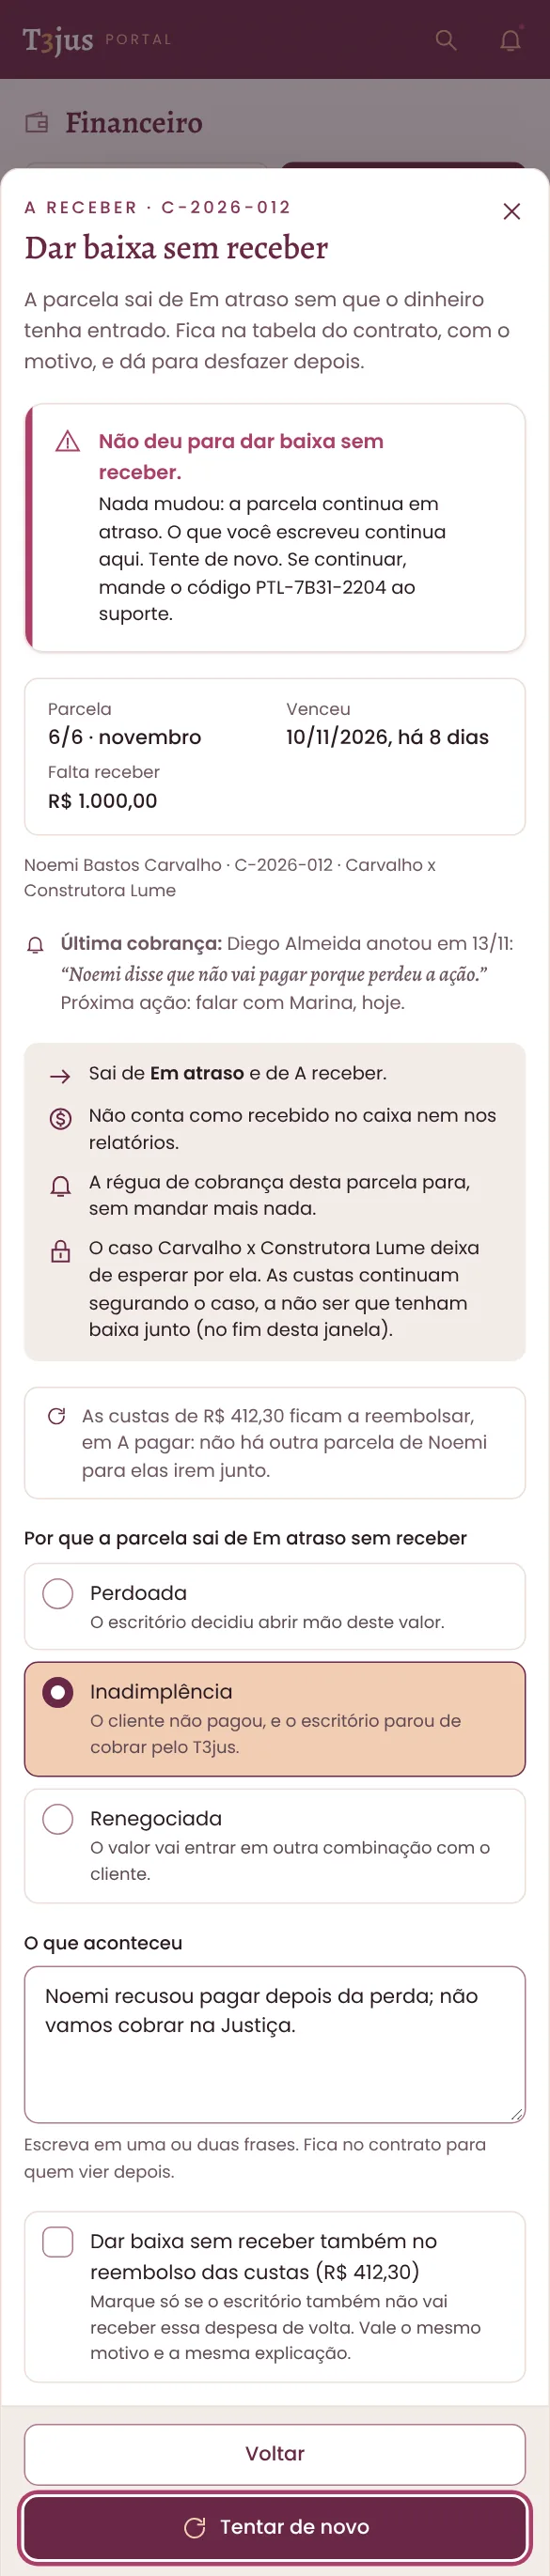 T3jus PORTAL
Financeiro
A RECEBER · C-2026-012
Dar baixa sem receber
A parcela sai de Em atraso sem que o dinheiro
tenha entrado. Fica na tabela do contrato, com o
motivo, e dá para desfazer depois.
Não deu para dar baixa sem
receber.
Nada mudou: a parcela continua em
atraso. O que você escreveu continua
aqui. Tente de novo. Se continuar,
mande o código PTL-7B31-2204 ao
suporte.
Parcela
6/6 · novembro
Venceu
10/11/2026, há 8 dias
Falta receber
R$ 1.000,00
Noemi Bastos Carvalho · C-2026-012 · Carvalho x
Construtora Lume
Última cobrança: Diego Almeida anotou em 13/11:
“Noemi disse que não vai pagar porque perdeu a ação.”
Próxima ação: falar com Marina, hoje.
Sai de Em atraso e de A receber.
Não conta como recebido no caixa nem nos
relatórios.
A régua de cobrança desta parcela para,
sem mandar mais nada.
O caso Carvalho x Construtora Lume deixa
de esperar por ela. As custas continuam
segurando o caso, a não ser que tenham
baixa junto (no fim desta janela).
As custas de R$ 412,30 ficam a reembolsar,
em A pagar: não há outra parcela de Noemi
para elas irem junto.
Por que a parcela sai de Em atraso sem receber
Perdoada
O escritório decidiu abrir mão deste valor.
Inadimplência
O cliente não pagou, e o escritório parou de
cobrar pelo T3jus.
Renegociada
O valor vai entrar em outra combinação com o
cliente.
O que aconteceu
Noemi recusou pagar depois da perda; não
vamos cobrar na Justiça.
Escreva em uma ou duas frases. Fica no contrato para
quem vier depois.
Dar baixa sem receber também no
reembolso das custas (R$ 412,30)
Marque só se o escritório também não vai
receber essa despesa de volta. Vale o mesmo
motivo e a mesma explicação.
Voltar
Tentar de novo